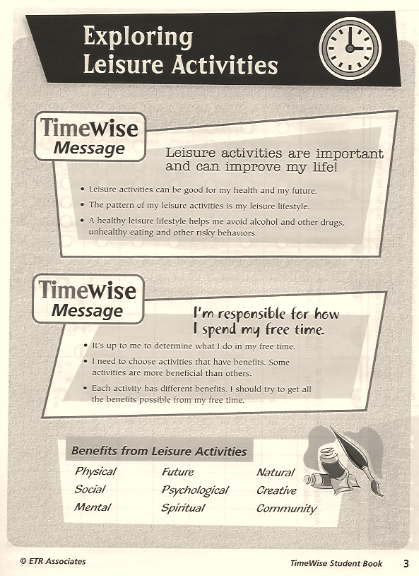 Exploring
Leisure Activities
TimeWise
Message
Leisure activities are important
and can improve my life!
• Leisure activities can be good for my health and my future.
• The pattern of my leisure activities is my leisure lifestyle.
• A healthy leisure lifestyle helps me avoid alcohol and other drugs,
unhealthy eating and other risky behaviors.
TimeWise
Message
I'm responsible for how
I spend my free time.
• It's up to me to determine what I do in my free time.
• I need to choose activities that have benefits. Some
activities are more beneficial than others.
• Each activity has different benefits. I should try to get all
the benefits possible from my free time.
Benefits from Leisure Activities
Physical Future Natural
Social Psychological Creative
Mental Spiritual Community
© ETR Associates TimeWise Student Book 3